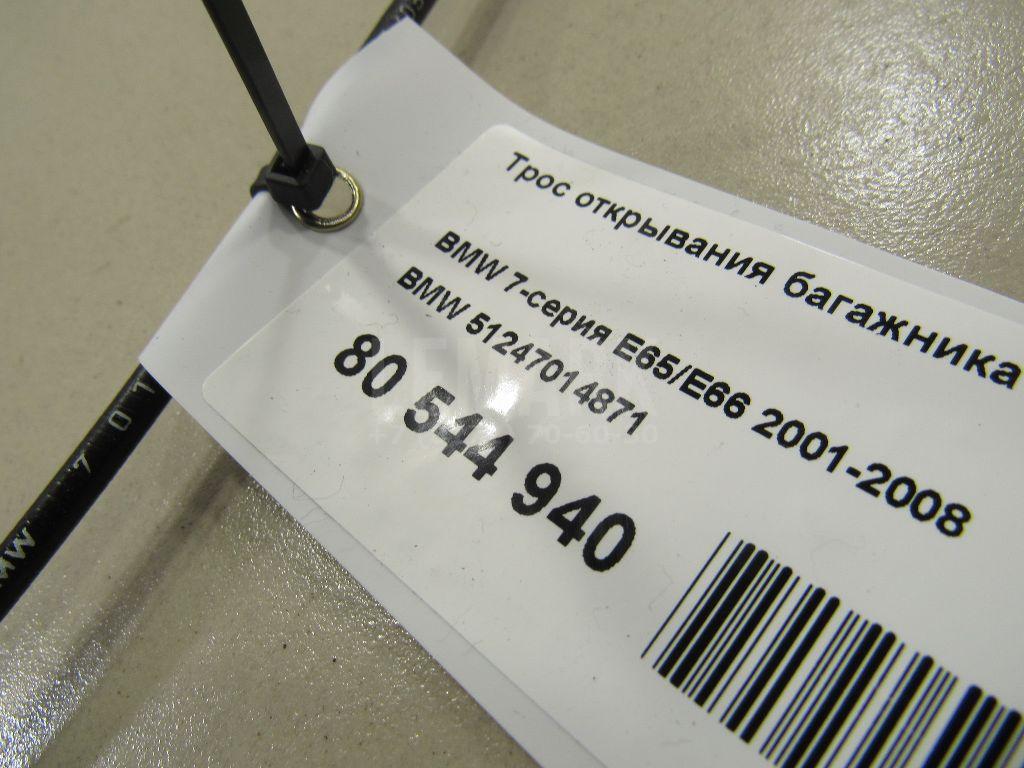 Трос открывания багажника
BMW 7-серия E65/E66 2001-2008
BMW 51247014871
80 544 940